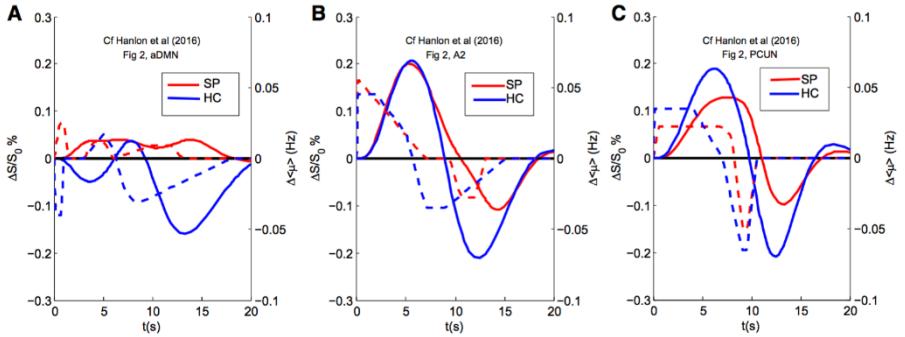 A
0.3
0.2
0.1
0
−0.1
−0.2
−0.3
ΔS/S0 %
Cf Hanlon et al (2016)
Fig 2, aDMN
SP
HC
0.1
0.05
0
−0.05
−0.1
Δ<μ> (Hz)
0
5
10
15
20
t(s)
B
0.3
0.2
0.1
0
−0.1
−0.2
−0.3
ΔS/S0 %
Cf Hanlon et al (2016)
Fig 2, A2
SP
HC
0.1
0.05
0
−0.05
−0.1
Δ<μ> (Hz)
0
5
10
15
20
t(s)
C
0.3
0.2
0.1
0
−0.1
−0.2
−0.3
ΔS/S0 %
Cf Hanlon et al (2016)
Fig 2, PCUN
SP
HC
0.1
0.05
0
−0.05
−0.1
Δ<μ> (Hz)
0
5
10
15
20
t(s)